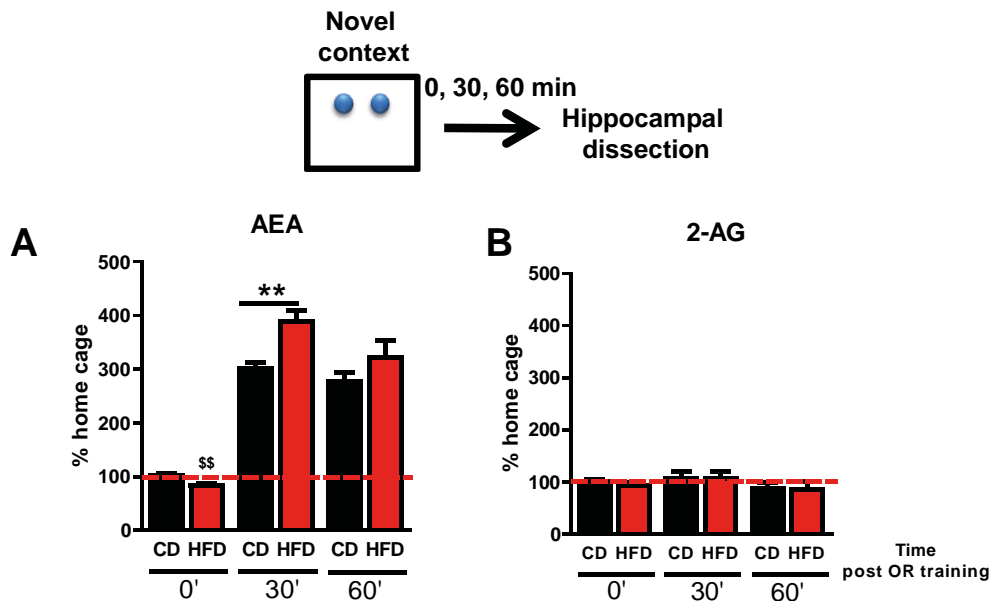 Novel
context
0, 30, 60 min
Hippocampal
dissection
A
AEA
% home cage
500
400
300
200
100
0
**
$$
CD HFD CD HFD CD HFD
0' 30' 60'
B
2-AG
% home cage
500
400
300
200
100
0
CD HFD CD HFD CD HFD
0' 30' 60'
Time
post OR training